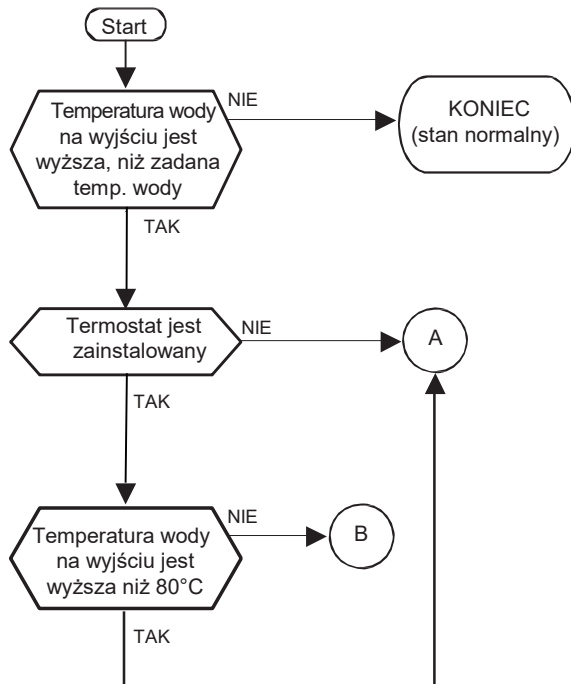 Start
Temperatura wody
na wyjściu jest
wyższa, niż zadana
temp. wody
NIE
KONIEC
(stan normalny)
TAK
Termostat jest
zainstalowany
NIE
A
TAK
Temperatura wody
na wyjściu jest
wyższa niż 80°C
NIE
B
TAK